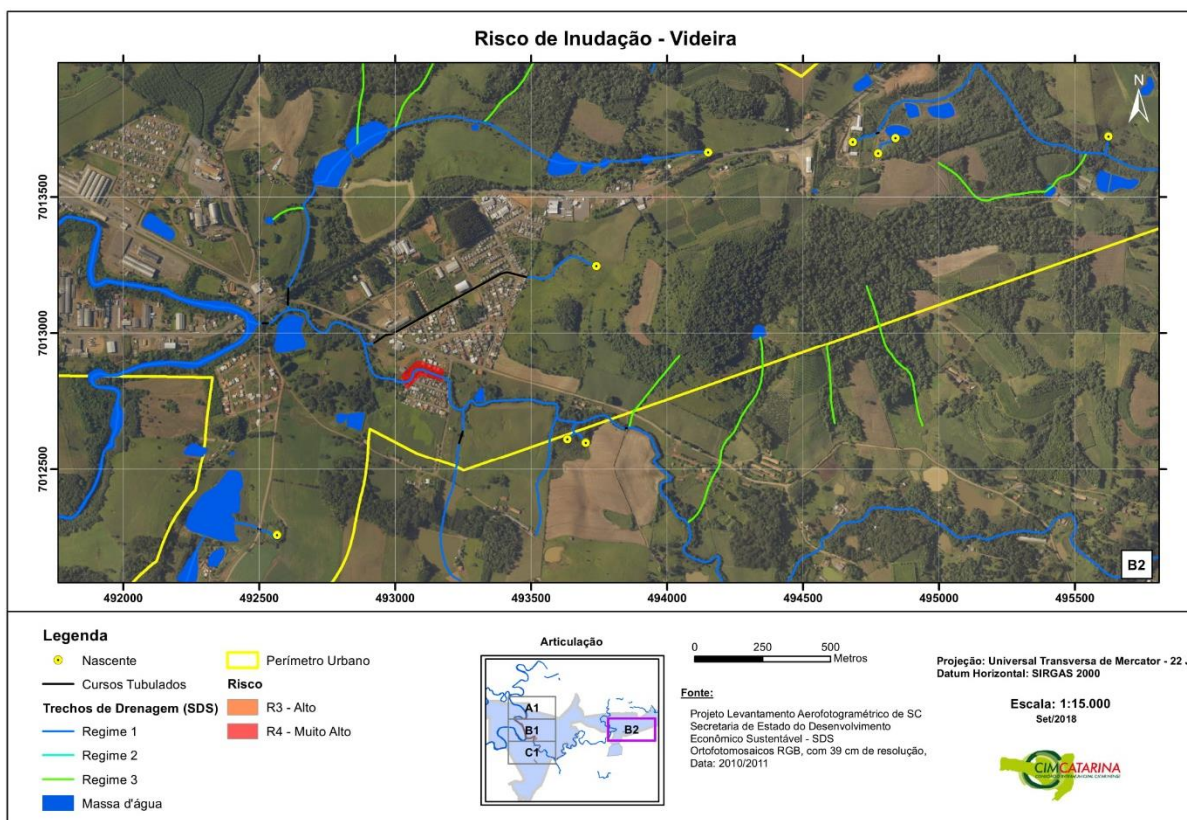 Risco de Inudação - Videira
N
7013500
7013000
7012500
B2
492000 492500 493000 493500 494000 494500 495000 495500
Legenda
Nascente
Cursos Tubulados
Trechos de Drenagem (SDS)
Regime 1
Regime 2
Regime 3
Massa d'água
Perímetro Urbano
Risco
R3 - Alto
R4 - Muito Alto
Articulação
A1
B1
C1
B2
0 250 500
Metros
Fonte:
Projeto Levantamento Aerofotogramétrico de SC
Secretaria de Estado do Desenvolvimento
Econômico Sustentável - SDS
Ortofotomosaicos RGB, com 39 cm de resolução,
Data: 2010/2011
Projeção: Universal Transversa de Mercator - 22 J
Datum Horizontal: SIRGAS 2000
Escala: 1:15.000
Set/2018
CIMCATARINA